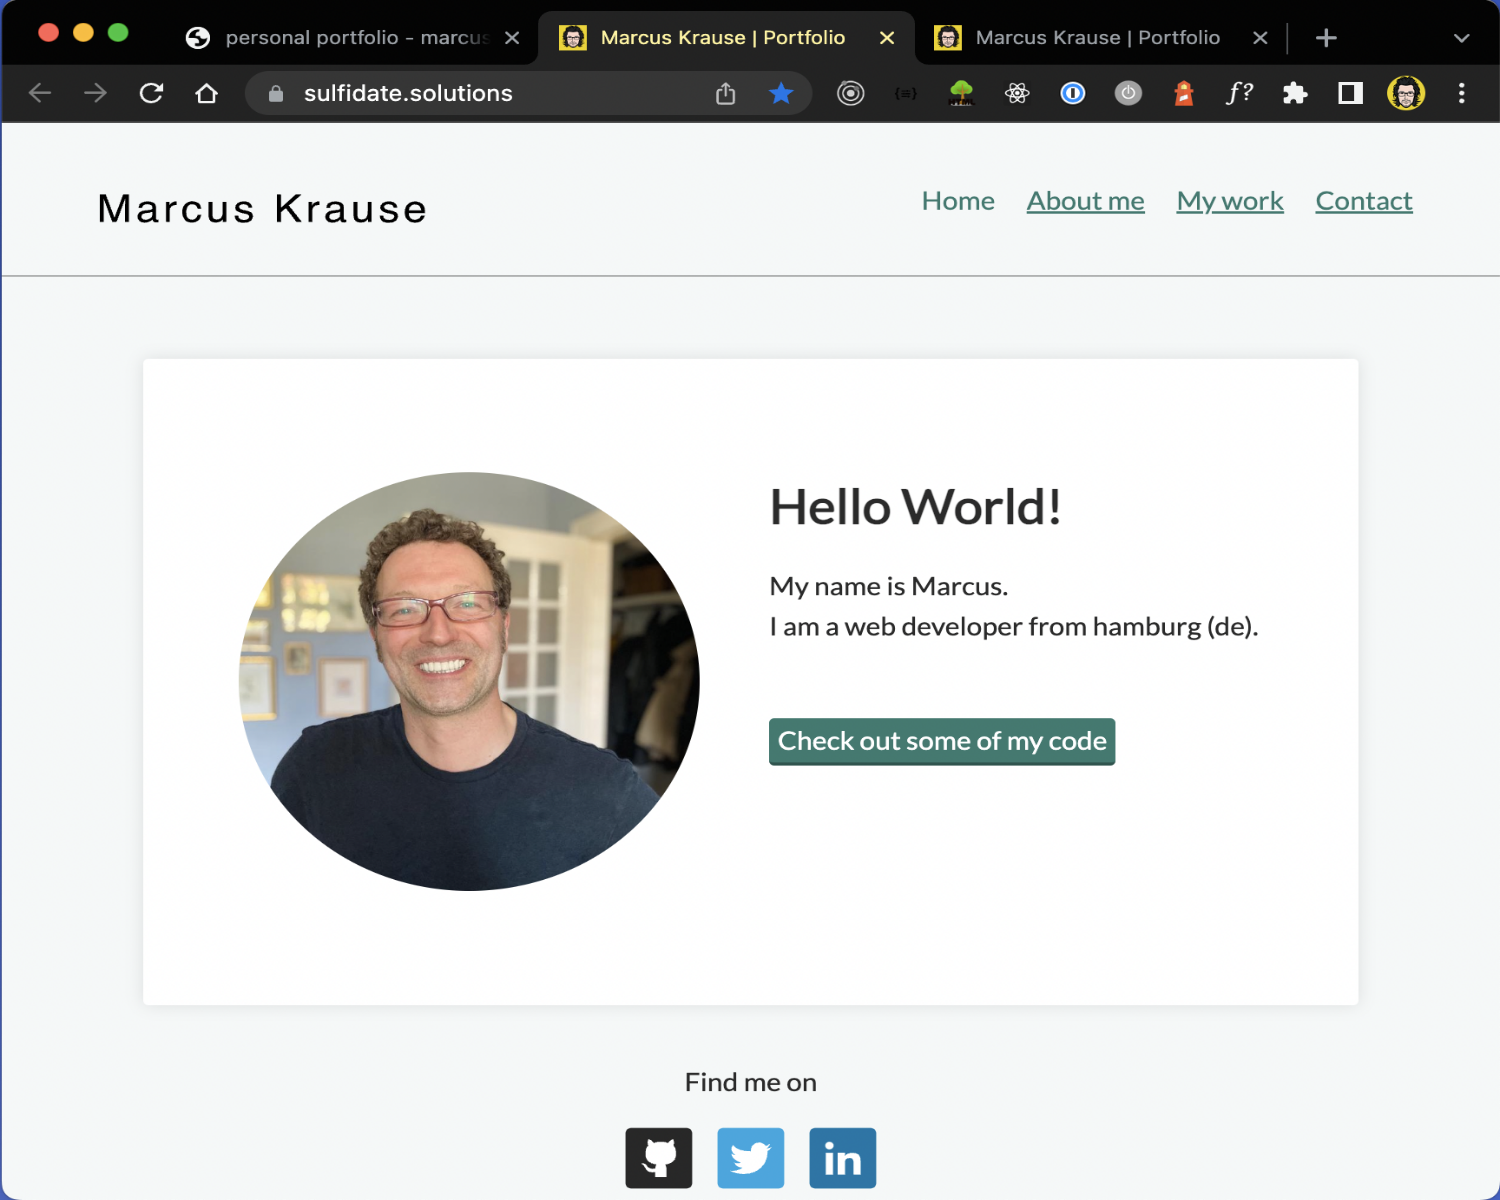 personal portfolio - marcus
Marcus Krause | Portfolio
Marcus Krause | Portfolio
sulfidate.solutions
f?
Marcus Krause
Home
About me
My work
Contact
Hello World!
My name is Marcus.
I am a web developer from hamburg (de).
Check out some of my code
Find me on
in